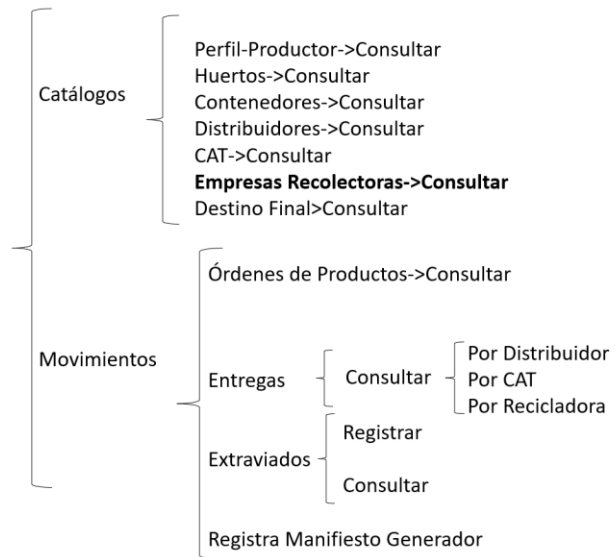 Catálogos
Perfil-Productor->Consultar
Huertos->Consultar
Contenedores->Consultar
Distribuidores->Consultar
CAT->Consultar
Empresas Recolectoras->Consultar
Destino Final>Consultar
Movimientos
Órdenes de Productos->Consultar
Entregas
Consultar
Por Distribuidor
Por CAT
Por Recicladora
Extraviados
Registrar
Consultar
Registra Manifiesto Generador